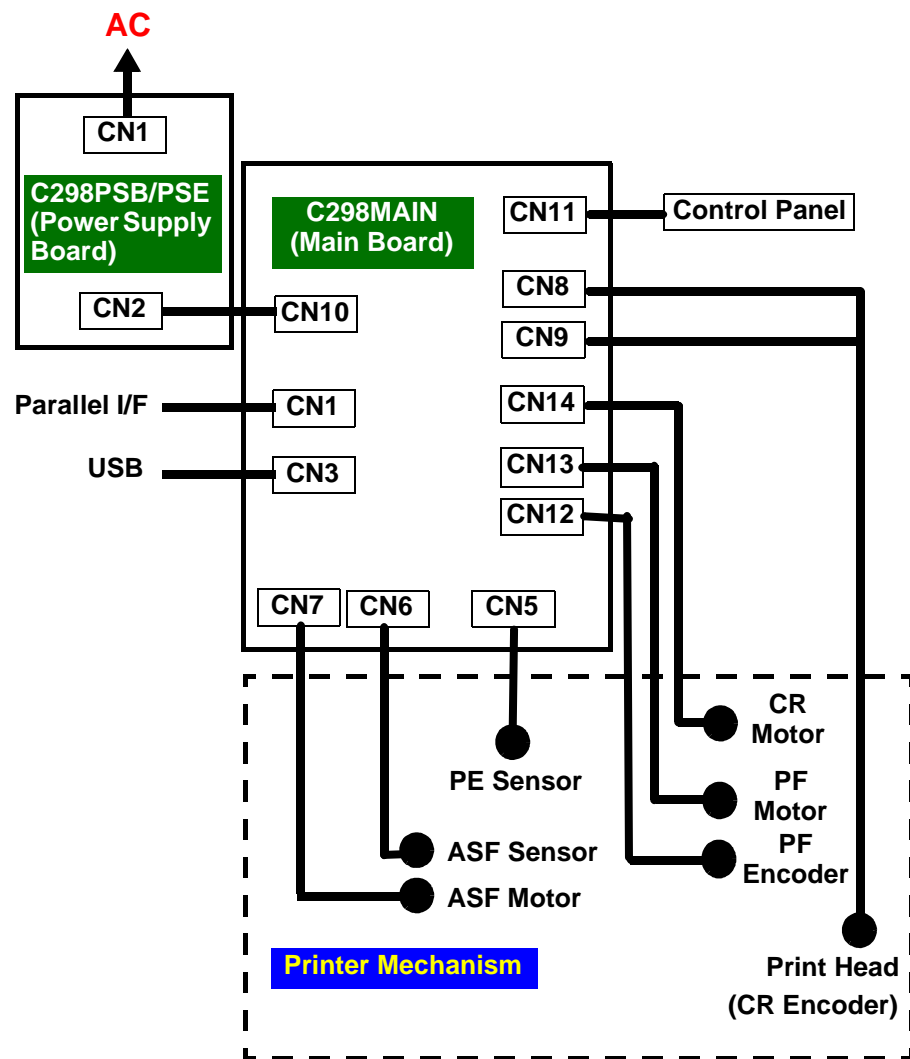 AC
CN1
C298PSB/PSE
(Power Supply
Board)
CN2
C298MAIN
(Main Board)
CN11
Control Panel
CN8
CN10
CN9
Parallel I/F
CN1
CN14
USB
CN3
CN13
CN12
CN7
CN6
CN5
CR
Motor
PE Sensor
PF
Motor
ASF Sensor
PF
Encoder
ASF Motor
Printer Mechanism
Print Head
(CR Encoder)